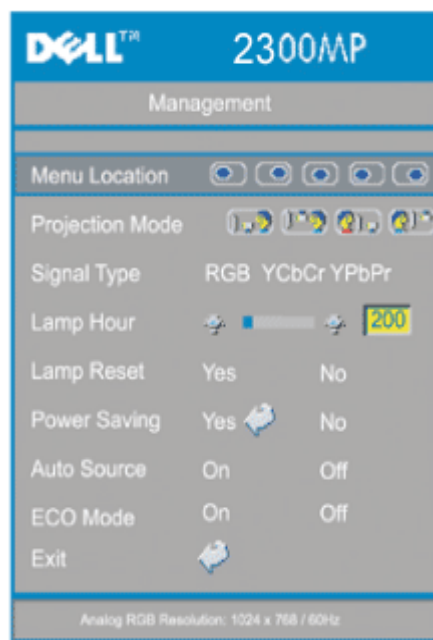 DELL™ 2300MP
Management
Menu Location
Projection Mode
Signal Type RGB YCbCr YPbPr
Lamp Hour 200
Lamp Reset Yes No
Power Saving Yes No
Auto Source On Off
ECO Mode On Off
Exit
Analog RGB Resolution: 1024 x 768 / 60Hz